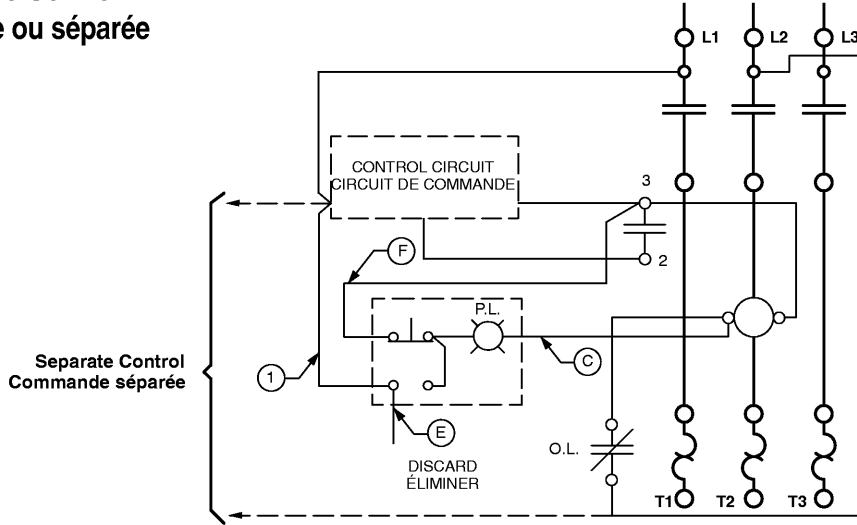 e ou séparée
L1
L2
L3
CONTROL CIRCUIT
CIRCUIT DE COMMANDE
3
2
F
P.L.
Separate Control
Commande séparée
1
C
E
O.L.
DISCARD
ÉLIMINER
T1
T2
T3